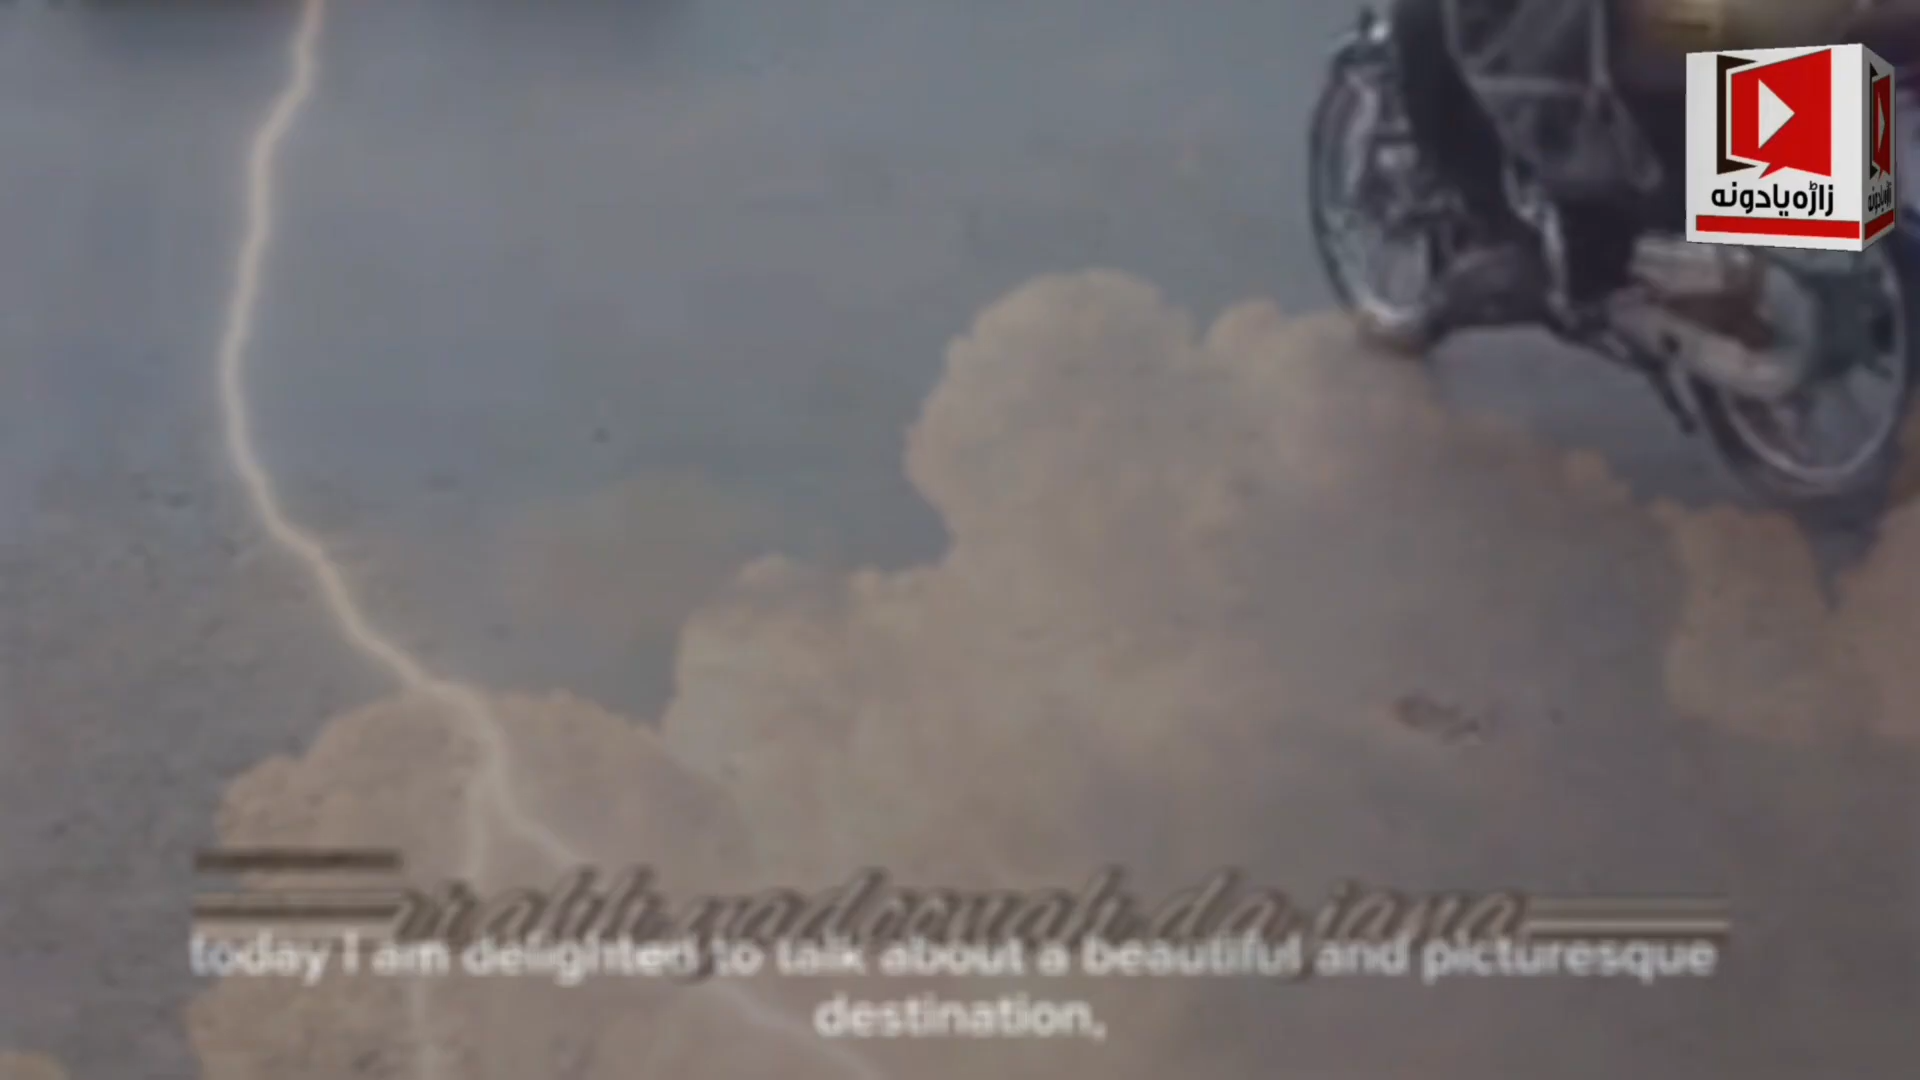 زاړه یادونه
today I am delighted to talk about a beautiful and picturesque
destination,